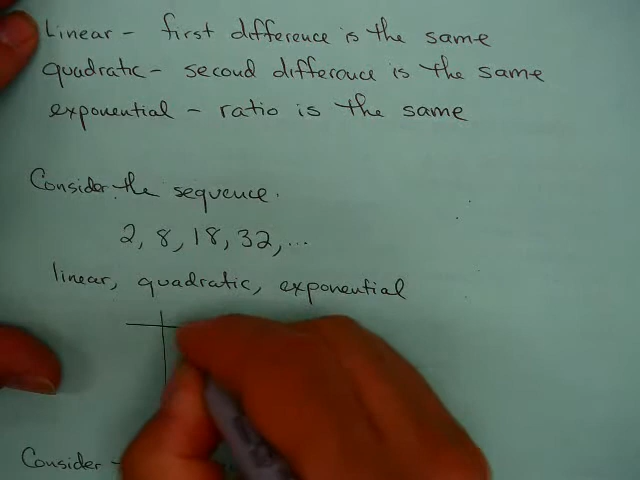 Linear - first difference is the same
quadratic - second difference is the same
exponential - ratio is the same
Consider the sequence.
2, 8, 18, 32, ...
linear, quadratic, exponential
Consider